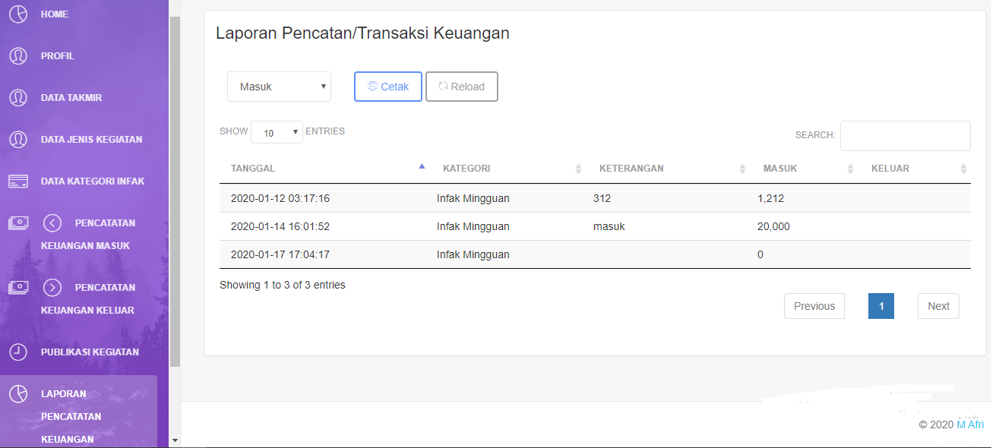 HOME
PROFIL
DATA TAKMIR
DATA JENIS KEGIATAN
DATA KATEGORI INFAK
PENCATATAN
KEUANGAN MASUK
PENCATATAN
KEUANGAN KELUAR
PUBLIKASI KEGIATAN
LAPORAN
PENCATATAN
KEUANGAN
Laporan Pencatan/Transaksi Keuangan
Masuk Cetak Reload
SHOW 10 ENTRIES SEARCH:
TANGGAL KATEGORI KETERANGAN MASUK KELUAR
2020-01-12 03:17:16 Infak Mingguan 312 1,212
2020-01-14 16:01:52 Infak Mingguan masuk 20,000
2020-01-17 17:04:17 Infak Mingguan 0
Showing 1 to 3 of 3 entries
Previous 1 Next
© 2020 M Afri